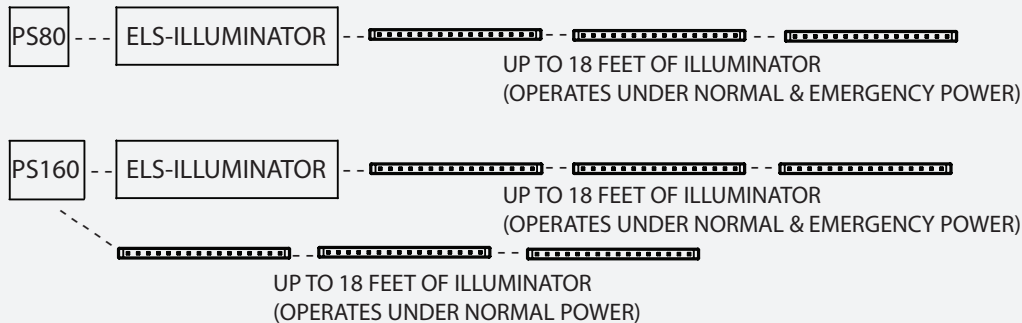 PS80
ELS-ILLUMINATOR
UP TO 18 FEET OF ILLUMINATOR
(OPERATES UNDER NORMAL & EMERGENCY POWER)
PS160
ELS-ILLUMINATOR
UP TO 18 FEET OF ILLUMINATOR
(OPERATES UNDER NORMAL & EMERGENCY POWER)
UP TO 18 FEET OF ILLUMINATOR
(OPERATES UNDER NORMAL POWER)